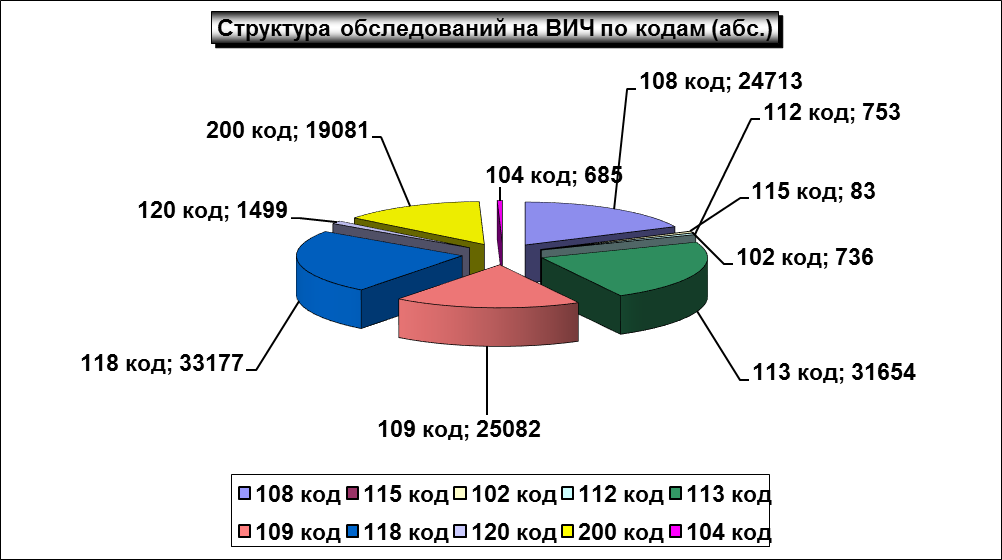 Структура обследований на ВИЧ по кодам (абс.)
108 код; 24713
112 код; 753
200 код; 19081
104 код; 685
115 код; 83
120 код; 1499
102 код; 736
118 код; 33177
113 код; 31654
109 код; 25082
108 код 115 код 102 код 112 код 113 код
109 код 118 код 120 код 200 код 104 код